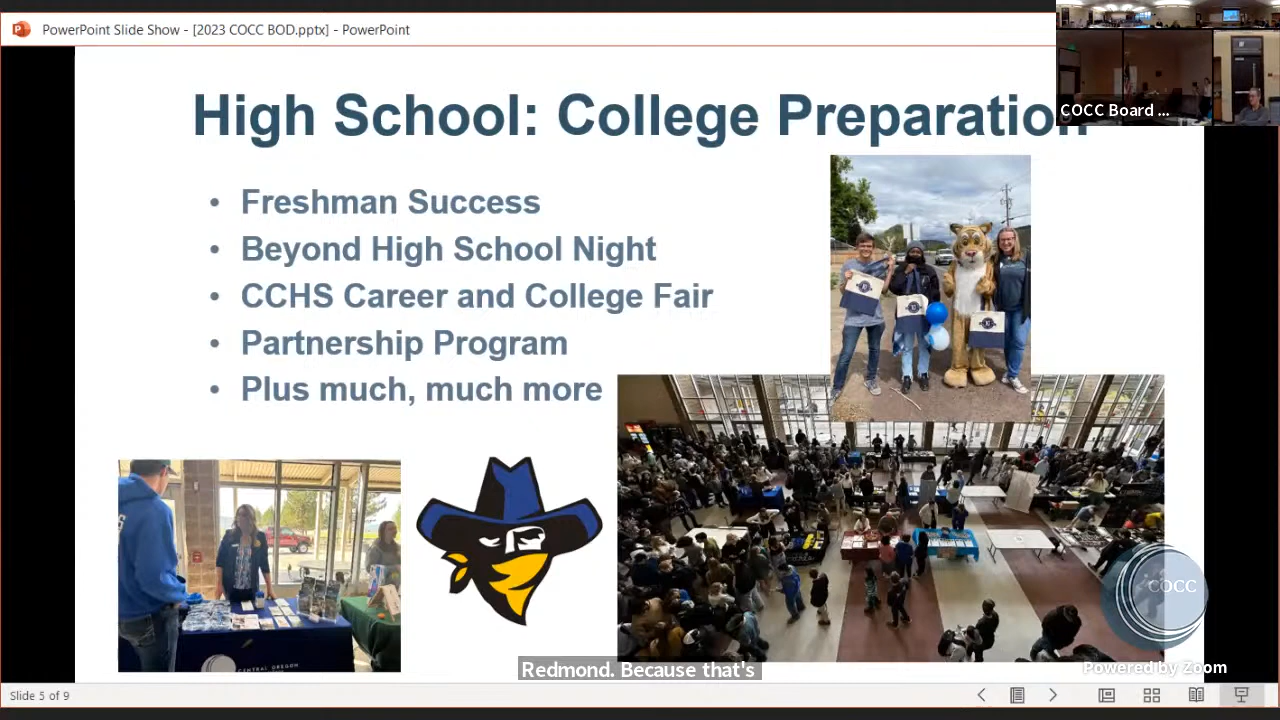 PowerPoint Slide Show - [2023 COCC BOD.pptx] - PowerPoint
COCC Board ...
High School: College Preparation
• Freshman Success
• Beyond High School Night
• CCHS Career and College Fair
• Partnership Program
• Plus much, much more
CENTRAL OREGON
COCC
Redmond. Because that's
Powered by Zoom
Slide 5 of 9